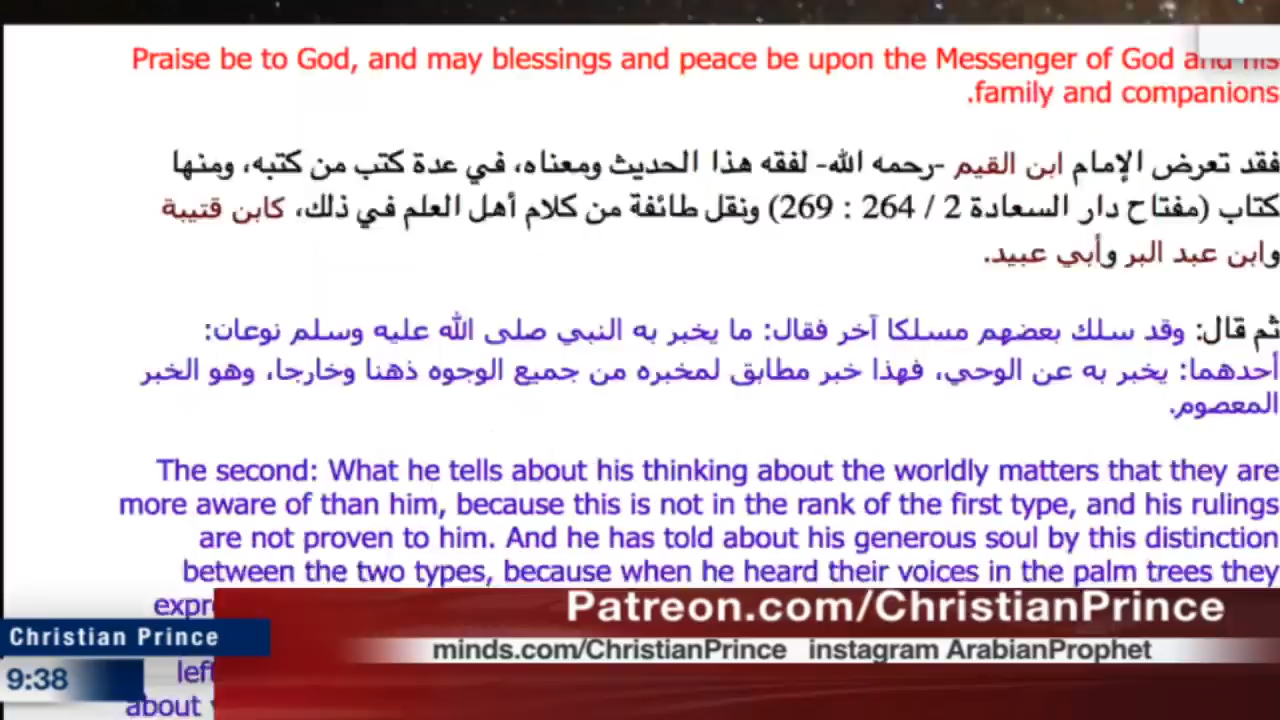 Praise be to God, and may blessings and peace be upon the Messenger of God and his
.family and companions
فقد تعرض الإمام ابن القيم -رحمه الله- لفقه هذا الحديث ومعناه، في عدة كتب من كتبه، ومنها
كتاب (مفتاح دار السعادة 2 / 264 : 269) ونقل طائفة من كلام أهل العلم في ذلك، كابن قتيبة
وابن عبد البر وأبي عبيد.
ثم قال: وقد سلك بعضهم مسلكا آخر فقال: ما يخبر به النبي صلى الله عليه وسلم نوعان:
أحدهما: يخبر به عن الوحي، فهذا خبر مطابق لمخبره من جميع الوجوه ذهنا وخارجا، وهو الخبر
المعصوم.
The second: What he tells about his thinking about the worldly matters that they are
more aware of than him, because this is not in the rank of the first type, and his rulings
are not proven to him. And he has told about his generous soul by this distinction
between the two types, because when he heard their voices in the palm trees they
expr
left
about
Patreon.com/ChristianPrince
Christian Prince
minds.com/ChristianPrince instagram ArabianProphet
9:38